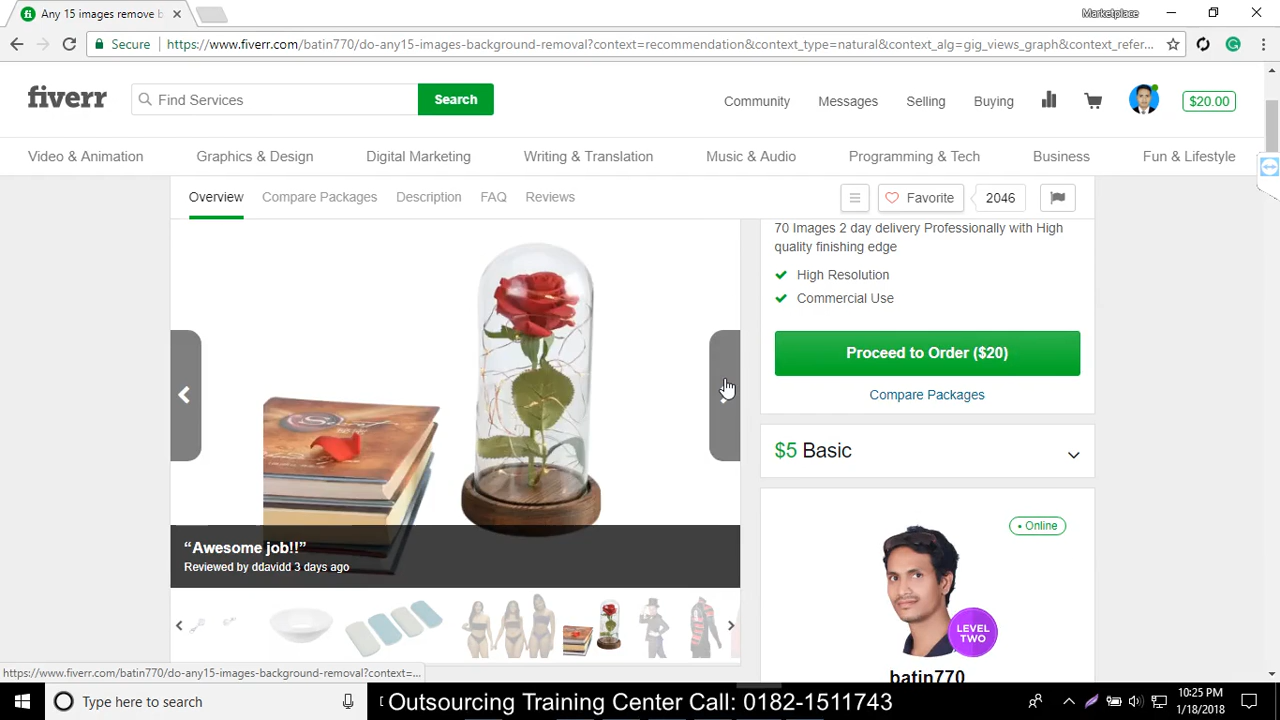 Any 15 images remove b
Marketplace
Secure
https://www.fiverr.com/batin770/do-any15-images-background-removal?context=recommendation&context_type=natural&context_alg=gig_views_graph&context_refer...
fiverr
Find Services
Search
Community
Messages
Selling
Buying
$20.00
Video & Animation
Graphics & Design
Digital Marketing
Writing & Translation
Music & Audio
Programming & Tech
Business
Fun & Lifestyle
Overview
Compare Packages
Description
FAQ
Reviews
Favorite
2046
70 Images 2 day delivery Professionally with High
quality finishing edge
High Resolution
Commercial Use
Proceed to Order ($20)
Compare Packages
$5 Basic
“Awesome job!!”
Reviewed by ddavidd 3 days ago
• Online
LEVEL
TWO
batin770
https://www.fiverr.com/batin770/do-any15-images-background-removal?context=...
Type here to search
Outsourcing Training Center Call: 0182-1511743
10:25 PM
1/18/2018